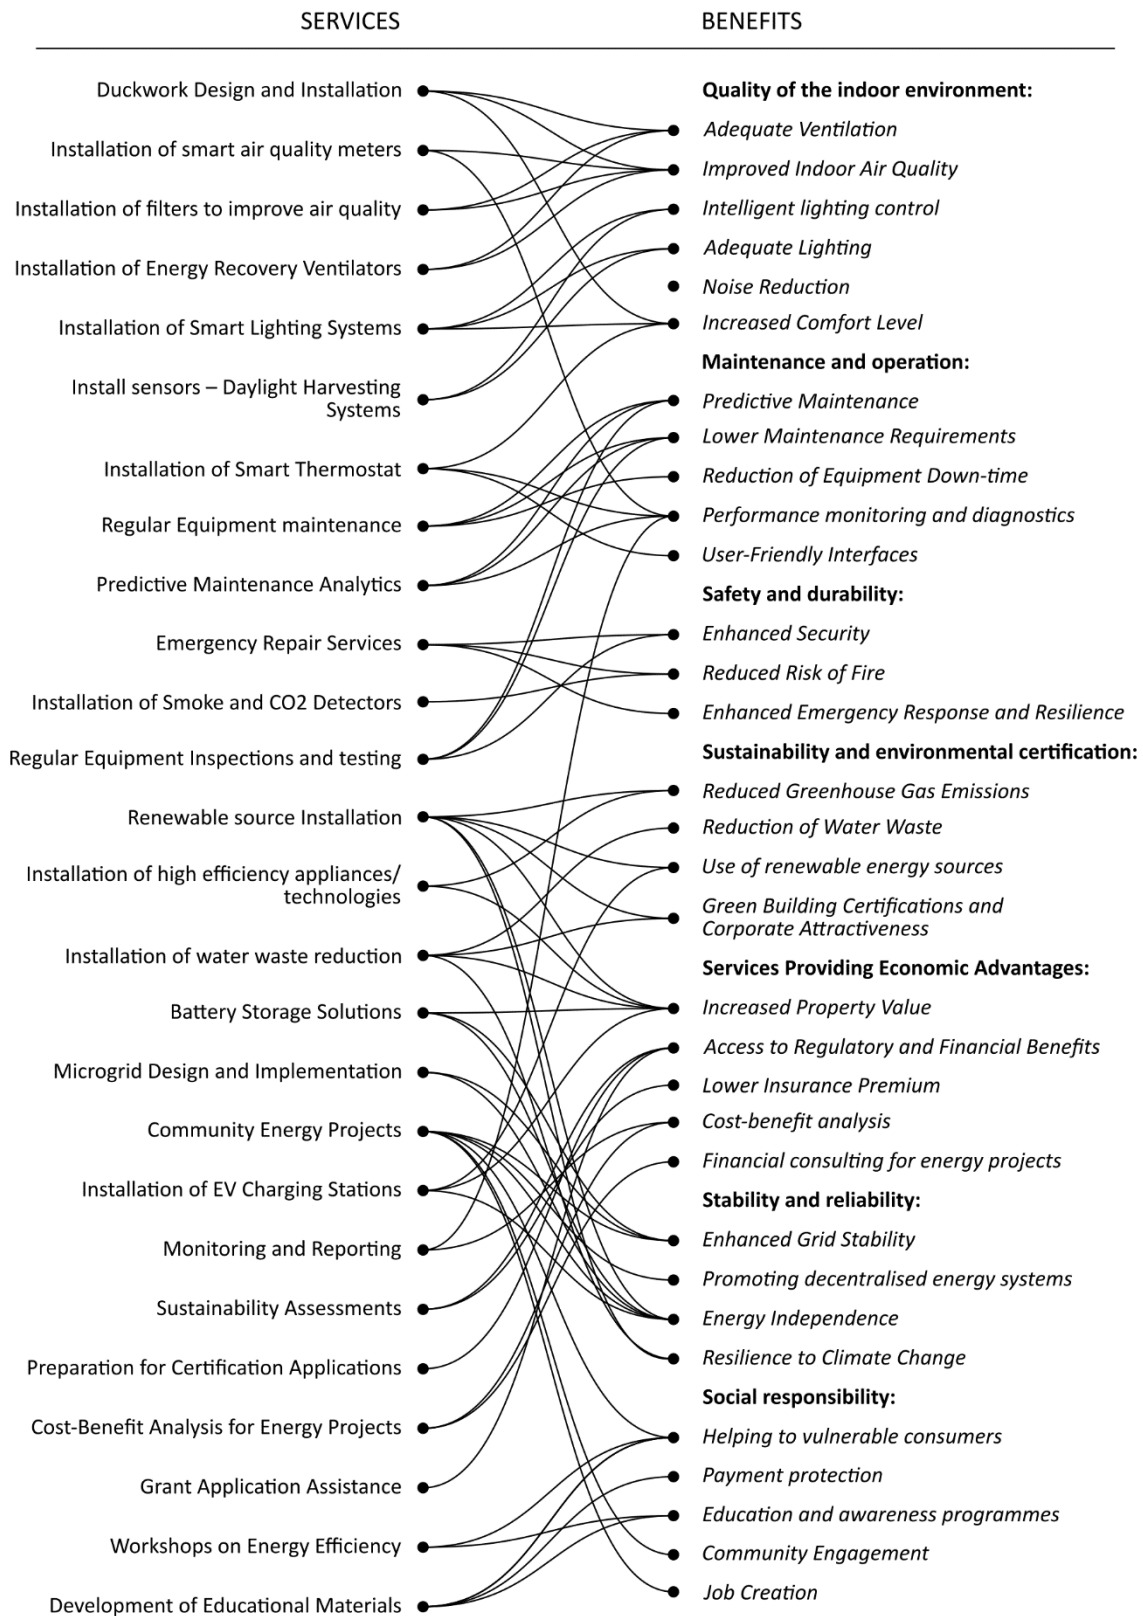 SERVICES
BENEFITS
Duckwork Design and Installation
Installation of smart air quality meters
Installation of filters to improve air quality
Installation of Energy Recovery Ventilators
Installation of Smart Lighting Systems
Install sensors – Daylight Harvesting
Systems
Installation of Smart Thermostat
Regular Equipment maintenance
Predictive Maintenance Analytics
Emergency Repair Services
Installation of Smoke and CO2 Detectors
Regular Equipment Inspections and testing
Renewable source Installation
Installation of high efficiency appliances/
technologies
Installation of water waste reduction
Battery Storage Solutions
Microgrid Design and Implementation
Community Energy Projects
Installation of EV Charging Stations
Monitoring and Reporting
Sustainability Assessments
Preparation for Certification Applications
Cost-Benefit Analysis for Energy Projects
Grant Application Assistance
Workshops on Energy Efficiency
Development of Educational Materials
Quality of the indoor environment:
Adequate Ventilation
Improved Indoor Air Quality
Intelligent lighting control
Adequate Lighting
Noise Reduction
Increased Comfort Level
Maintenance and operation:
Predictive Maintenance
Lower Maintenance Requirements
Reduction of Equipment Down-time
Performance monitoring and diagnostics
User-Friendly Interfaces
Safety and durability:
Enhanced Security
Reduced Risk of Fire
Enhanced Emergency Response and Resilience
Sustainability and environmental certification:
Reduced Greenhouse Gas Emissions
Reduction of Water Waste
Use of renewable energy sources
Green Building Certifications and
Corporate Attractiveness
Services Providing Economic Advantages:
Increased Property Value
Access to Regulatory and Financial Benefits
Lower Insurance Premium
Cost-benefit analysis
Financial consulting for energy projects
Stability and reliability:
Enhanced Grid Stability
Promoting decentralised energy systems
Energy Independence
Resilience to Climate Change
Social responsibility:
Helping to vulnerable consumers
Payment protection
Education and awareness programmes
Community Engagement
Job Creation